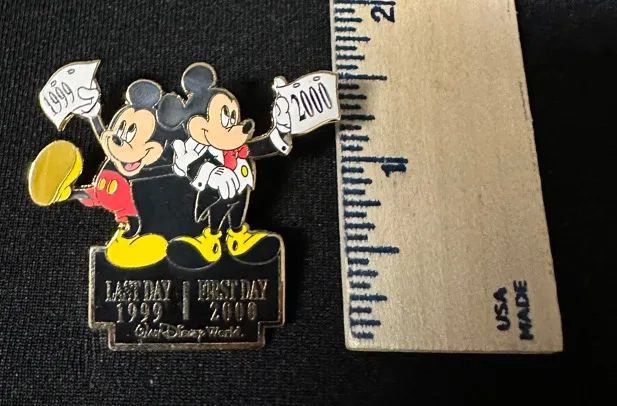 1999
2000
LAST DAY
1999
FIRST DAY
2000
Walt Disney World
2
1
USA
MADE